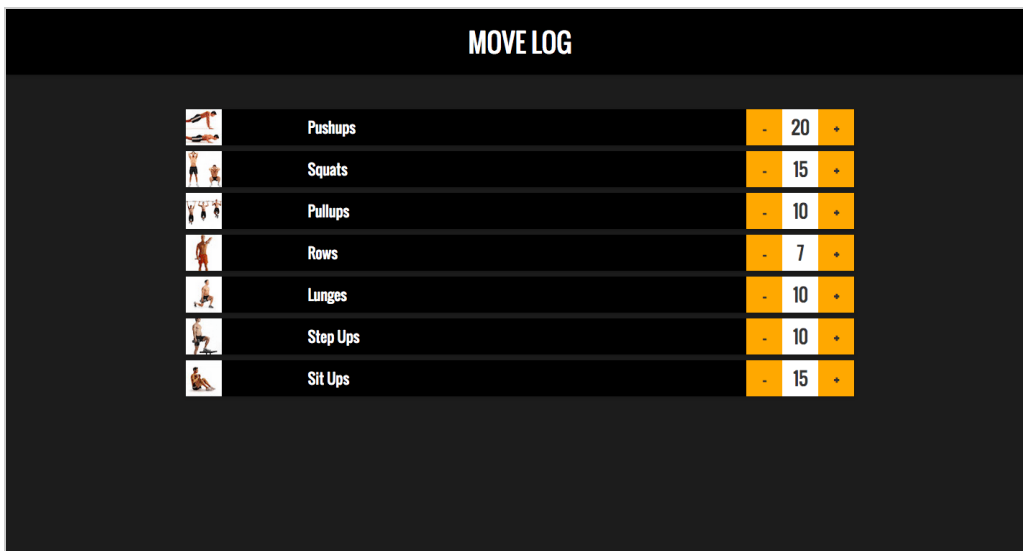 MOVE LOG
Pushups - 20 +
Squats - 15 +
Pullups - 10 +
Rows - 7 +
Lunges - 10 +
Step Ups - 10 +
Sit Ups - 15 +